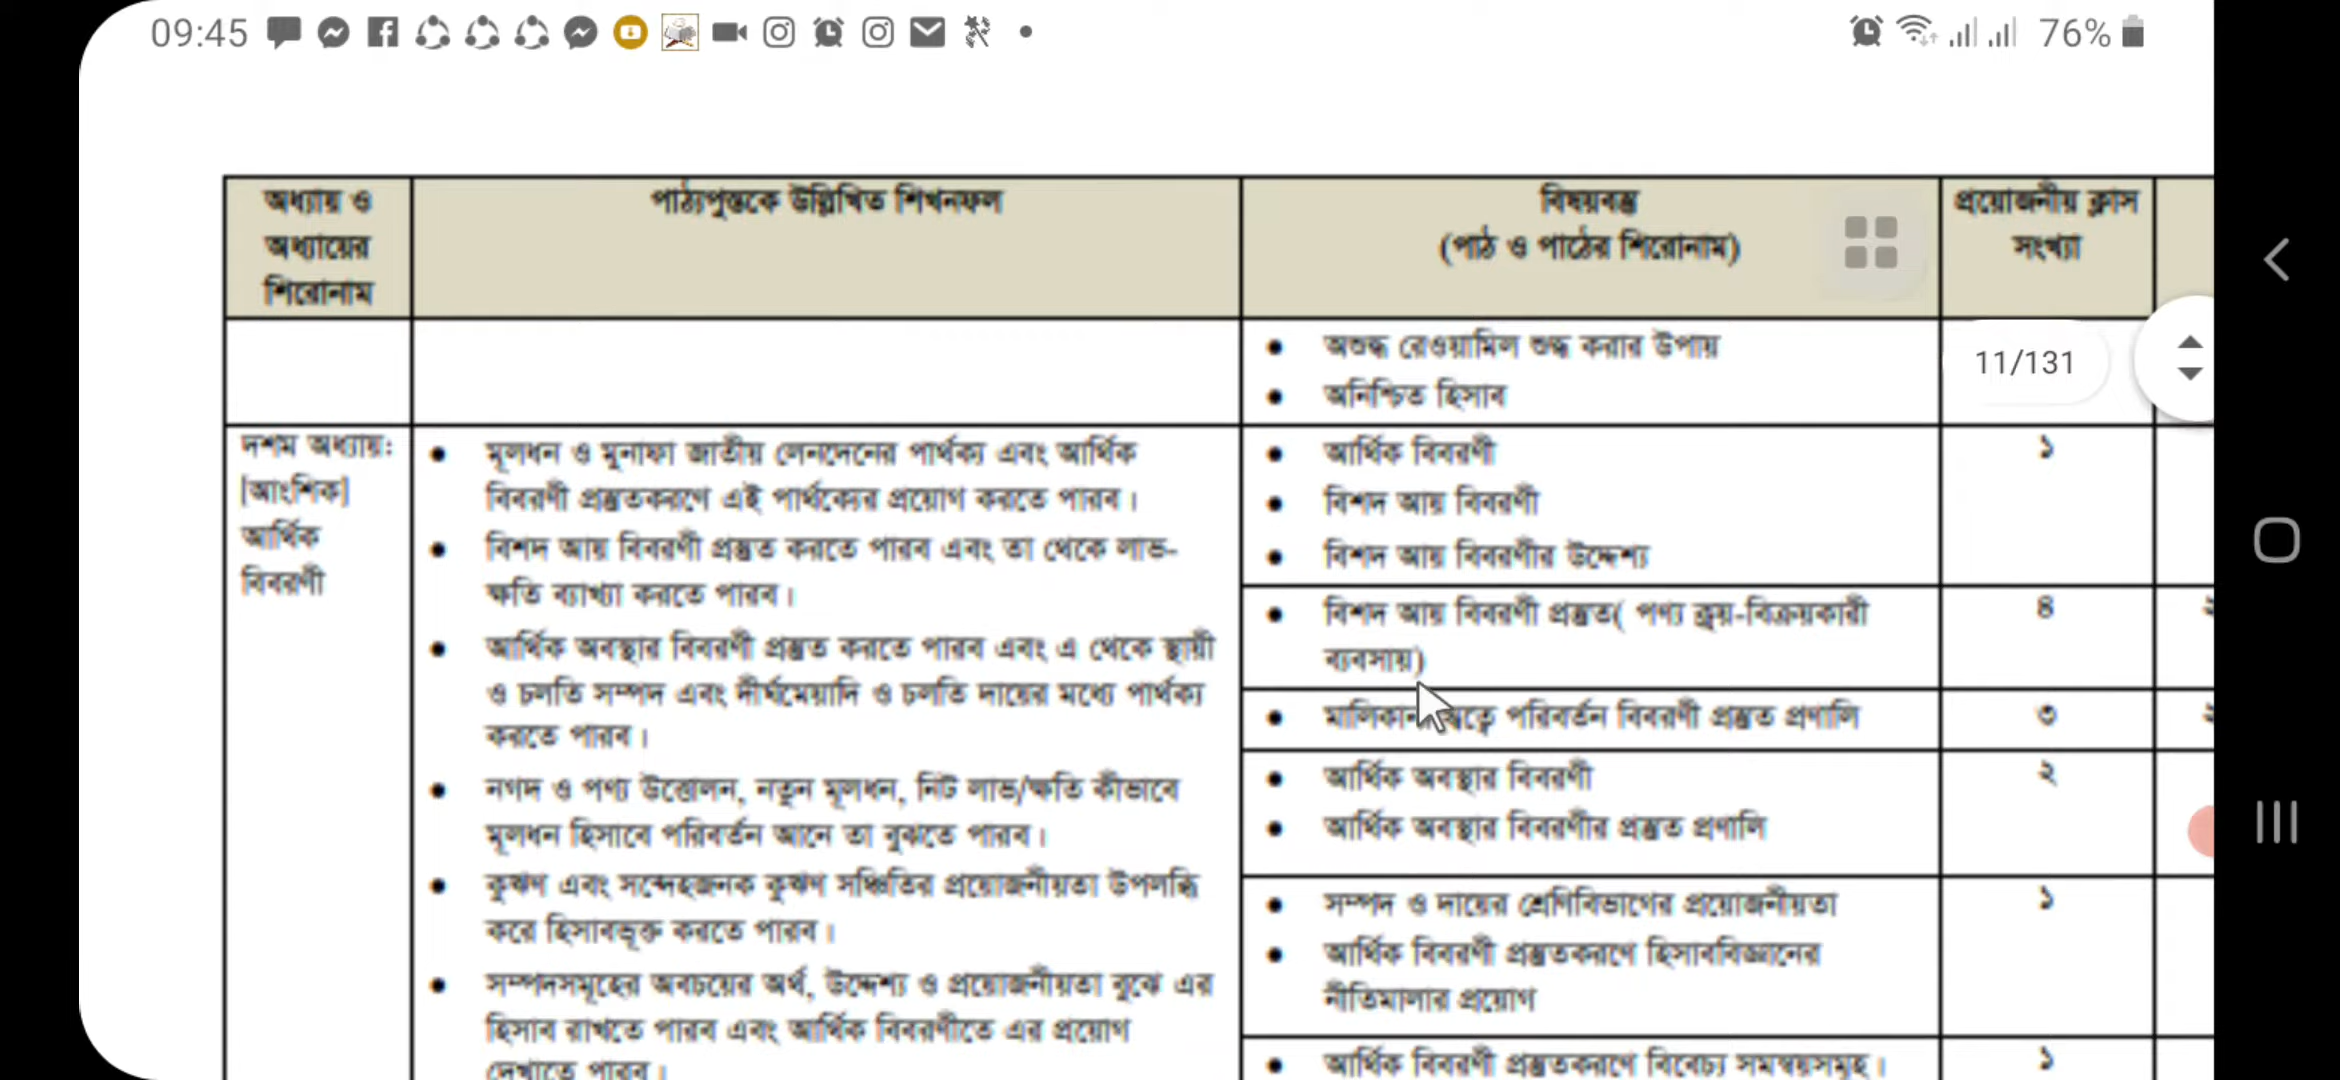 09:45
76%
অধ্যায় ও
অধ্যায়ের
শিরোনাম
পাঠ্যপুস্তকে উল্লিখিত শিখনফল
বিষয়বস্তু
(পাঠ ও পাঠের শিরোনাম)
প্রয়োজনীয় ক্লাস
সংখ্যা
অশুদ্ধ রেওয়ামিল শুদ্ধ করার উপায়
অনিশ্চিত হিসাব
11/131
দশম অধ্যায়ঃ
[আংশিক]
আর্থিক
বিবরণী
মূলধন ও মুনাফা জাতীয় লেনদেনের পার্থক্য এবং আর্থিক
বিবরণী প্রস্তুতকরণে এই পার্থক্যের প্রয়োগ করতে পারব।
বিশদ আয় বিবরণী প্রস্তুত করতে পারব এবং তা থেকে লাভ-
ক্ষতি ব্যাখ্যা করতে পারব।
আর্থিক অবস্থার বিবরণী প্রস্তুত করতে পারব এবং এ থেকে স্থায়ী
ও চলতি সম্পদ এবং দীর্ঘমেয়াদি ও চলতি দায়ের মধ্যে পার্থক্য
করতে পারব।
নগদ ও পণ্য উত্তোলন, নতুন মূলধন, নিট লাভ/ক্ষতি কীভাবে
মূলধন হিসাবে পরিবর্তন আনে তা বুঝতে পারব।
কুঋণ এবং সন্দেহজনক কুঋণ সঞ্চিতির প্রয়োজনীয়তা উপলব্ধি
করে হিসাবভূক্ত করতে পারব।
সম্পদসমূহের অবচয়ের অর্থ, উদ্দেশ্য ও প্রয়োজনীয়তা বুঝে এর
হিসাব রাখতে পারব এবং আর্থিক বিবরণীতে এর প্রয়োগ
দেখাতে পারব।
আর্থিক বিবরণী
বিশদ আয় বিবরণী
বিশদ আয় বিবরণীর উদ্দেশ্য
১
বিশদ আয় বিবরণী প্রস্তুত( পণ্য ক্রয়-বিক্রয়কারী
ব্যবসায়)
৪
পরিবর্তন বিবরণী প্রস্তুত প্রণালি
৩
আর্থিক অবস্থার বিবরণী
আর্থিক অবস্থার বিবরণীর প্রস্তুত প্রণালি
২
সম্পদ ও দায়ের শ্রেণিবিভাগের প্রয়োজনীয়তা
আর্থিক বিবরণী প্রস্তুতকরণে হিসাববিজ্ঞানের
নীতিমালার প্রয়োগ
১
আর্থিক বিবরণী প্রস্তুতকরণে বিবেচ্য সমন্বয়সমূহ।
১